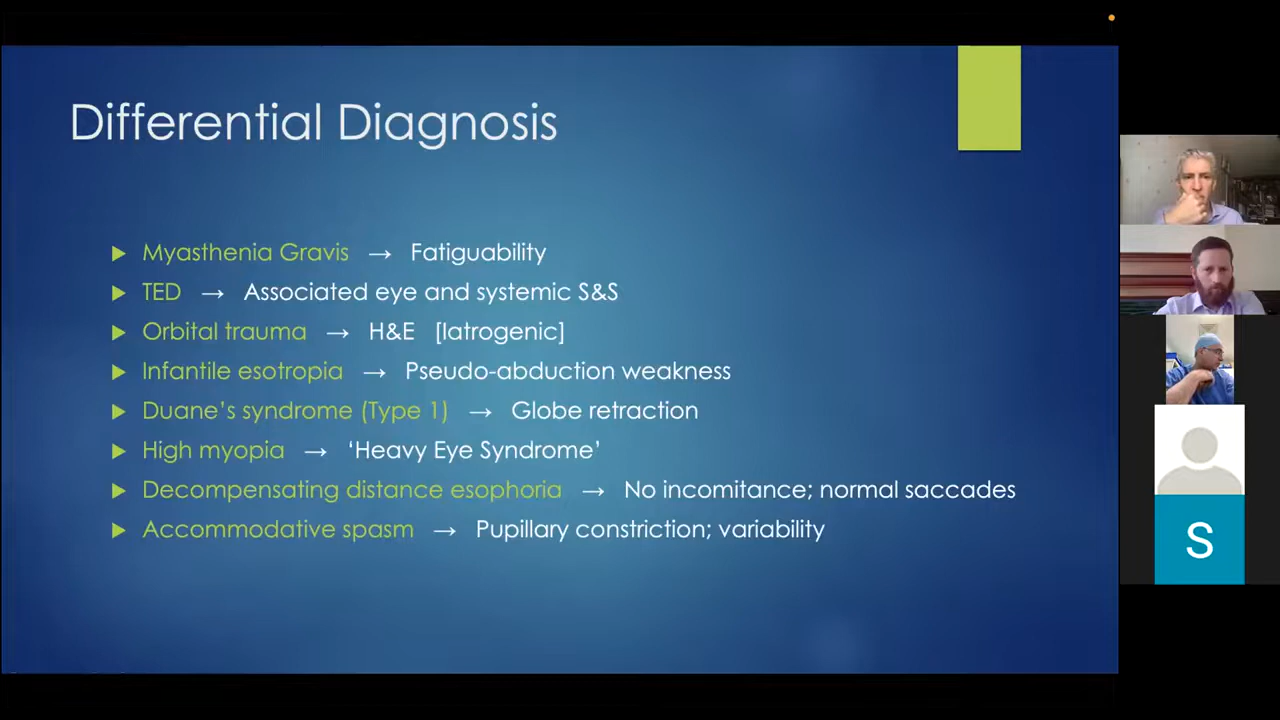 Differential Diagnosis
▶ Myasthenia Gravis → Fatiguability
▶ TED → Associated eye and systemic S&S
▶ Orbital trauma → H&E [Iatrogenic]
▶ Infantile esotropia → Pseudo-abduction weakness
▶ Duane’s syndrome (Type 1) → Globe retraction
▶ High myopia → ‘Heavy Eye Syndrome’
▶ Decompensating distance esophoria → No incomitance; normal saccades
▶ Accommodative spasm → Pupillary constriction; variability
S